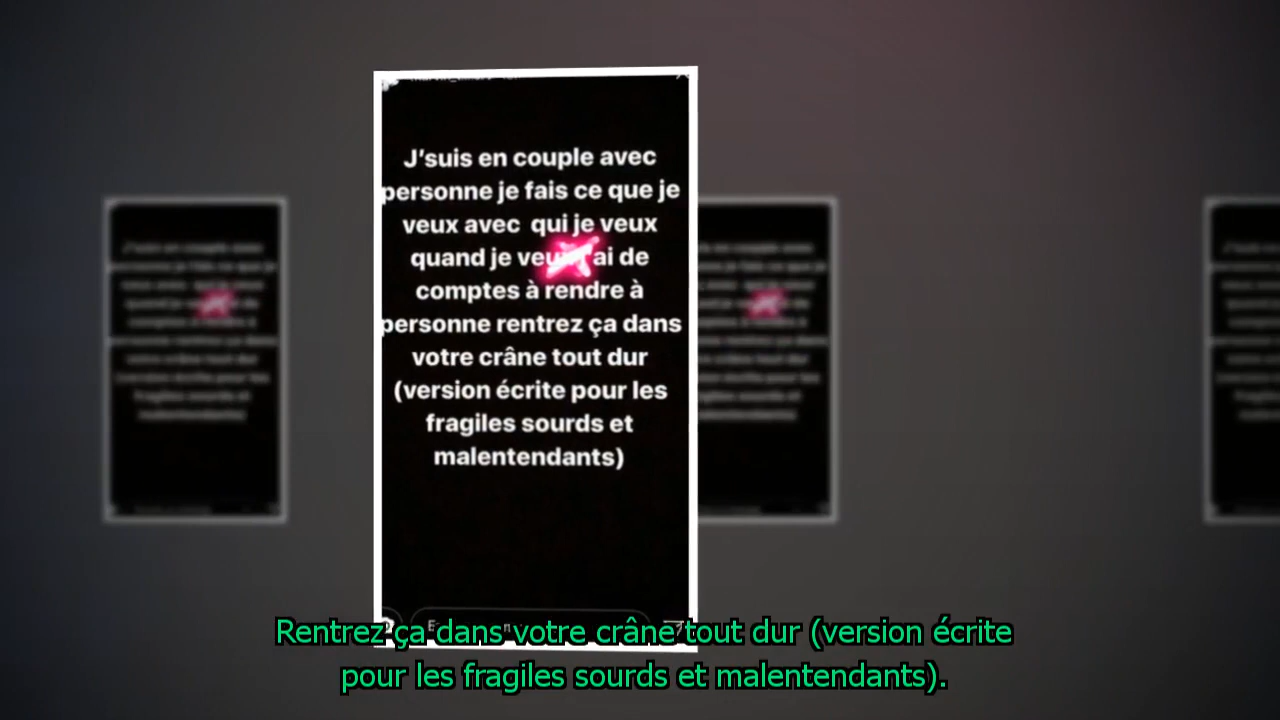 J'suis en couple avec
personne je fais ce que je
veux avec qui je veux
quand je ai de
comptes à rendre à
personne rentrez ça dans
votre crâne tout dur
(version écrite pour les
fragiles sourds et
malentendants)
Rentrez ça dans votre crâne tout dur (version écrite
pour les fragiles sourds et malentendants).